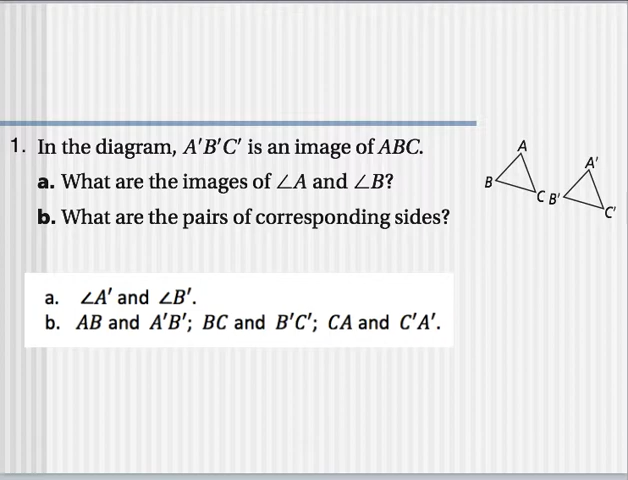 1. In the diagram, A'B'C' is an image of ABC.
a. What are the images of ∠A and ∠B?
b. What are the pairs of corresponding sides?
A
B
C
A'
B'
C'
a. ∠A' and ∠B'.
b. AB and A'B'; BC and B'C'; CA and C'A'.